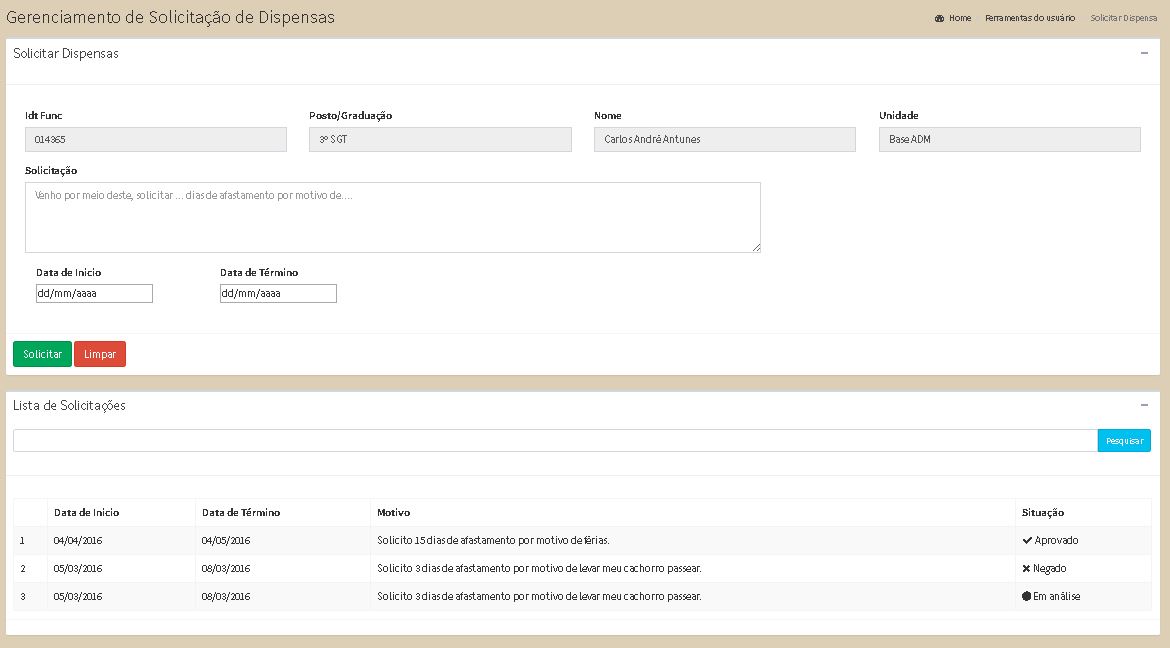 Gerenciamento de Solicitação de Dispensas
Home Ferramentas do usuário Solicitar Dispensa
Solicitar Dispensas
Idt Func Posto/Graduação Nome Unidade
014365 3º SGT Carlos André Antunes Base ADM
Solicitação
Venho por meio deste, solicitar ... dias de afastamento por motivo de....
Data de Inicio Data de Término
dd/mm/aaaa dd/mm/aaaa
Solicitar Limpar
Lista de Solicitações
Pesquisar
Data de Inicio Data de Término Motivo Situação
1 04/04/2016 04/05/2016 Solicito 15 dias de afastamento por motivo de férias. Aprovado
2 05/03/2016 08/03/2016 Solicito 3 dias de afastamento por motivo de levar meu cachorro passear. Negado
3 05/03/2016 08/03/2016 Solicito 3 dias de afastamento por motivo de levar meu cachorro passear. Em análise